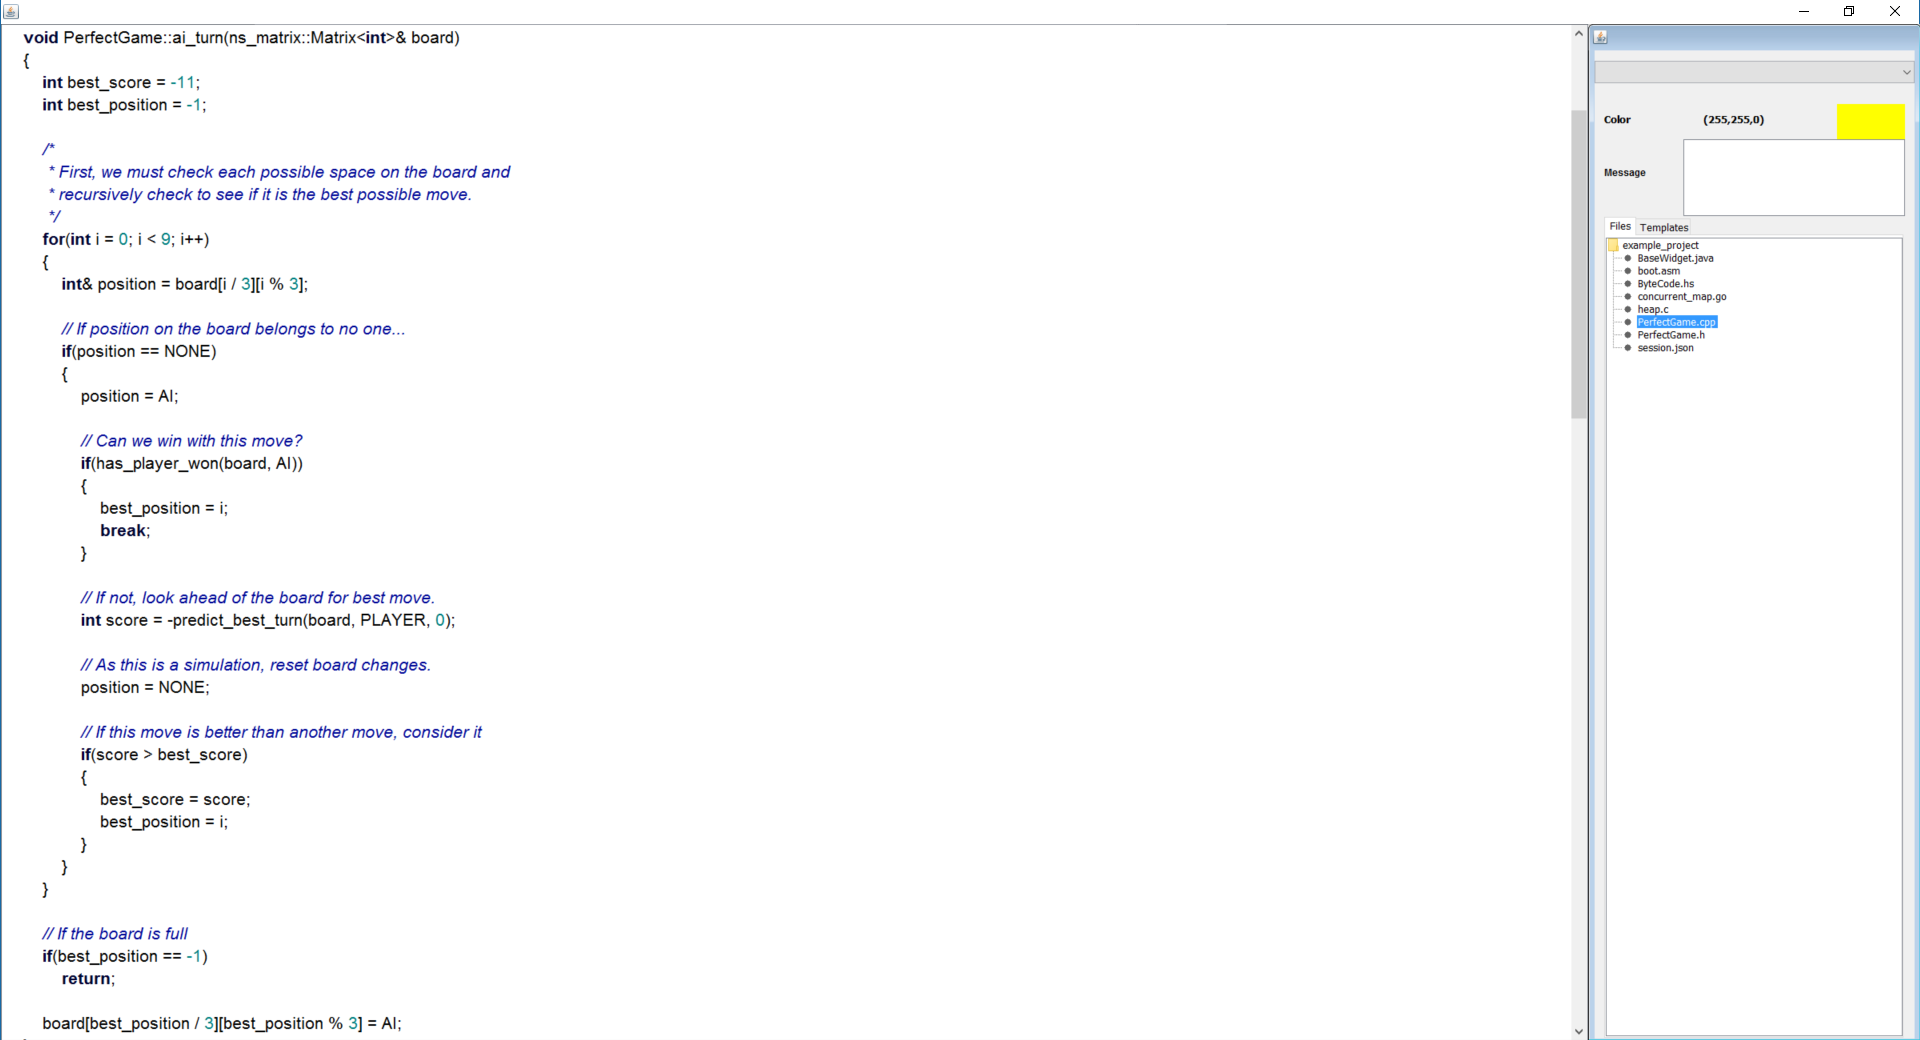 void PerfectGame::ai_turn(ns_matrix::Matrix<int>& board)
{
int best_score = -11;
int best_position = -1;
/*
* First, we must check each possible space on the board and
* recursively check to see if it is the best possible move.
*/
for(int i = 0; i < 9; i++)
{
int& position = board[i / 3][i % 3];
// If position on the board belongs to no one...
if(position == NONE)
{
position = AI;
// Can we win with this move?
if(has_player_won(board, AI))
{
best_position = i;
break;
}
// If not, look ahead of the board for best move.
int score = -predict_best_turn(board, PLAYER, 0);
// As this is a simulation, reset board changes.
position = NONE;
// If this move is better than another move, consider it
if(score > best_score)
{
best_score = score;
best_position = i;
}
}
}
// If the board is full
if(best_position == -1)
return;
board[best_position / 3][best_position % 3] = AI;
Color (255,255,0)
Message
Files Templates
example_project
BaseWidget.java
boot.asm
ByteCode.hs
concurrent_map.go
heap.c
PerfectGame.cpp
PerfectGame.h
session.json